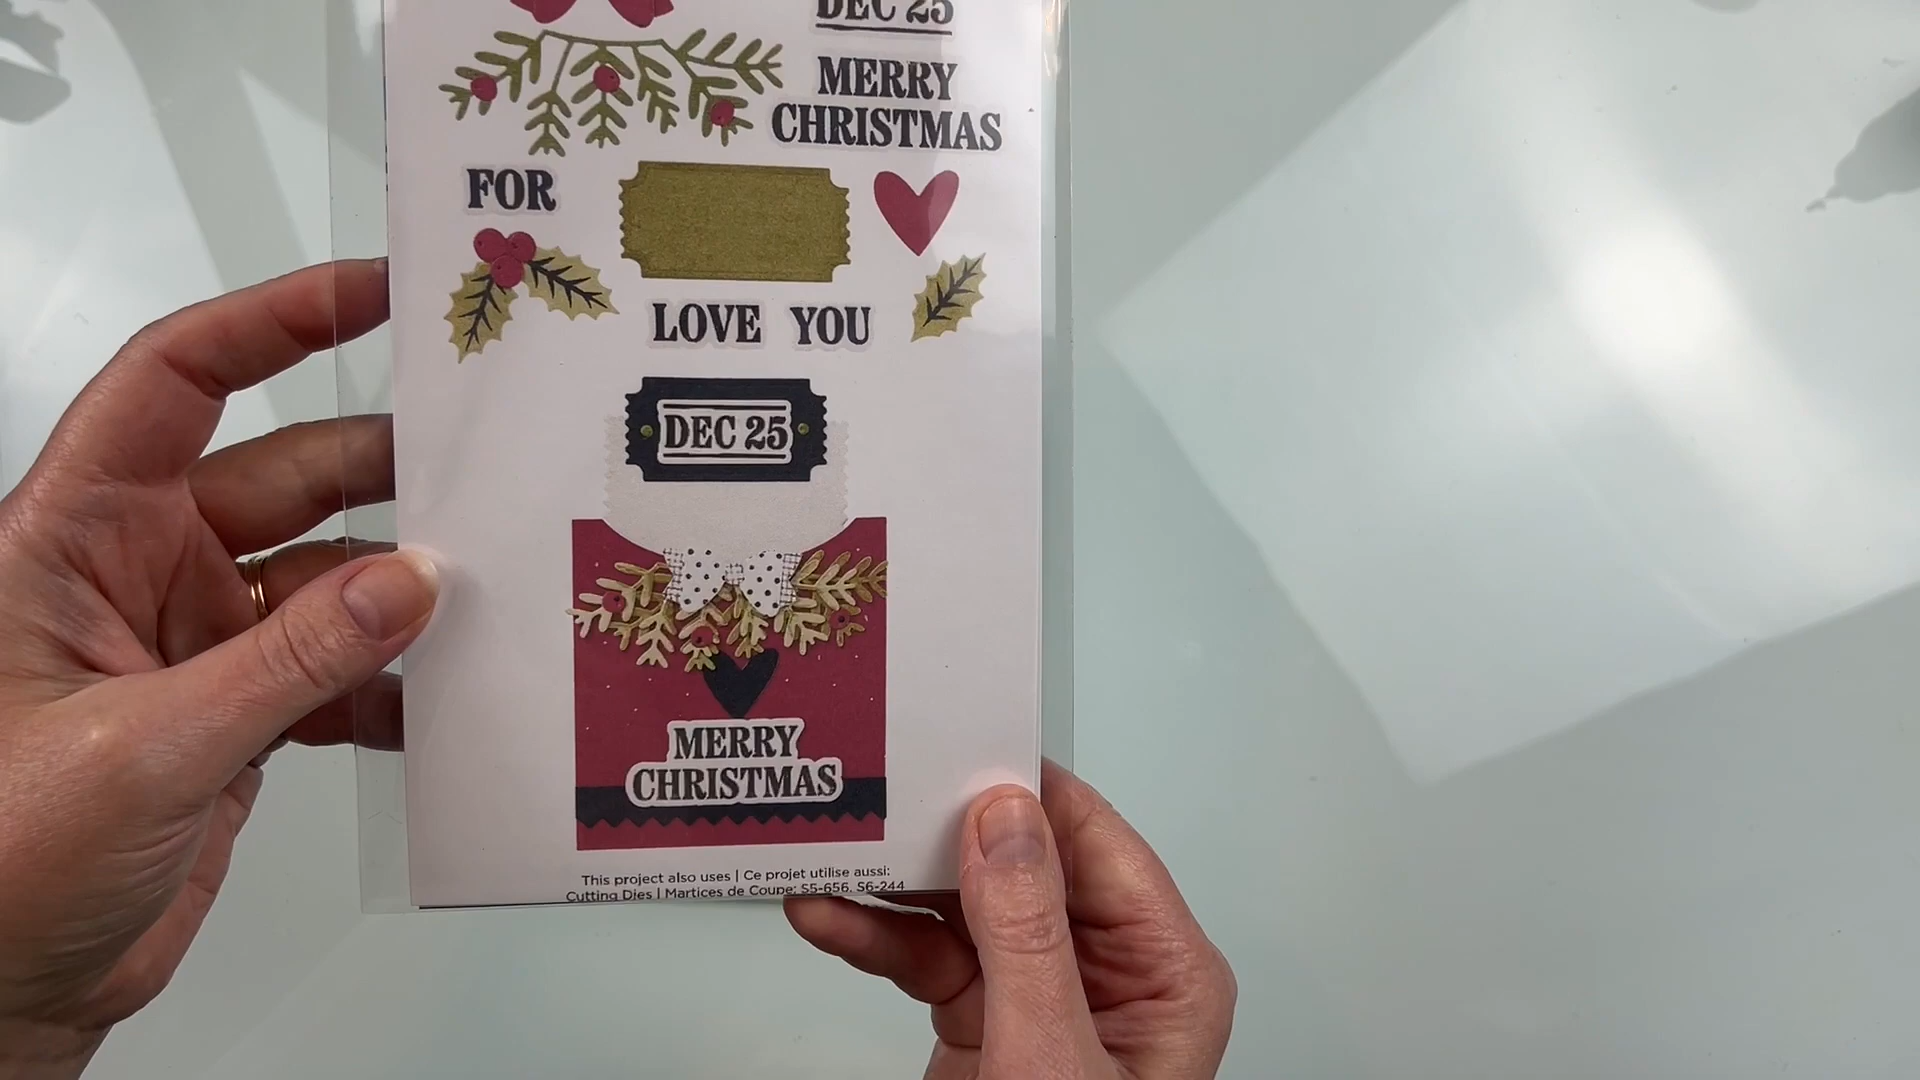 DEC 25
MERRY
CHRISTMAS
FOR
LOVE YOU
DEC 25
MERRY
CHRISTMAS
This project also uses | Ce projet utilise aussi:
Cutting Dies | Martices de Coupe: S5-656, S6-244